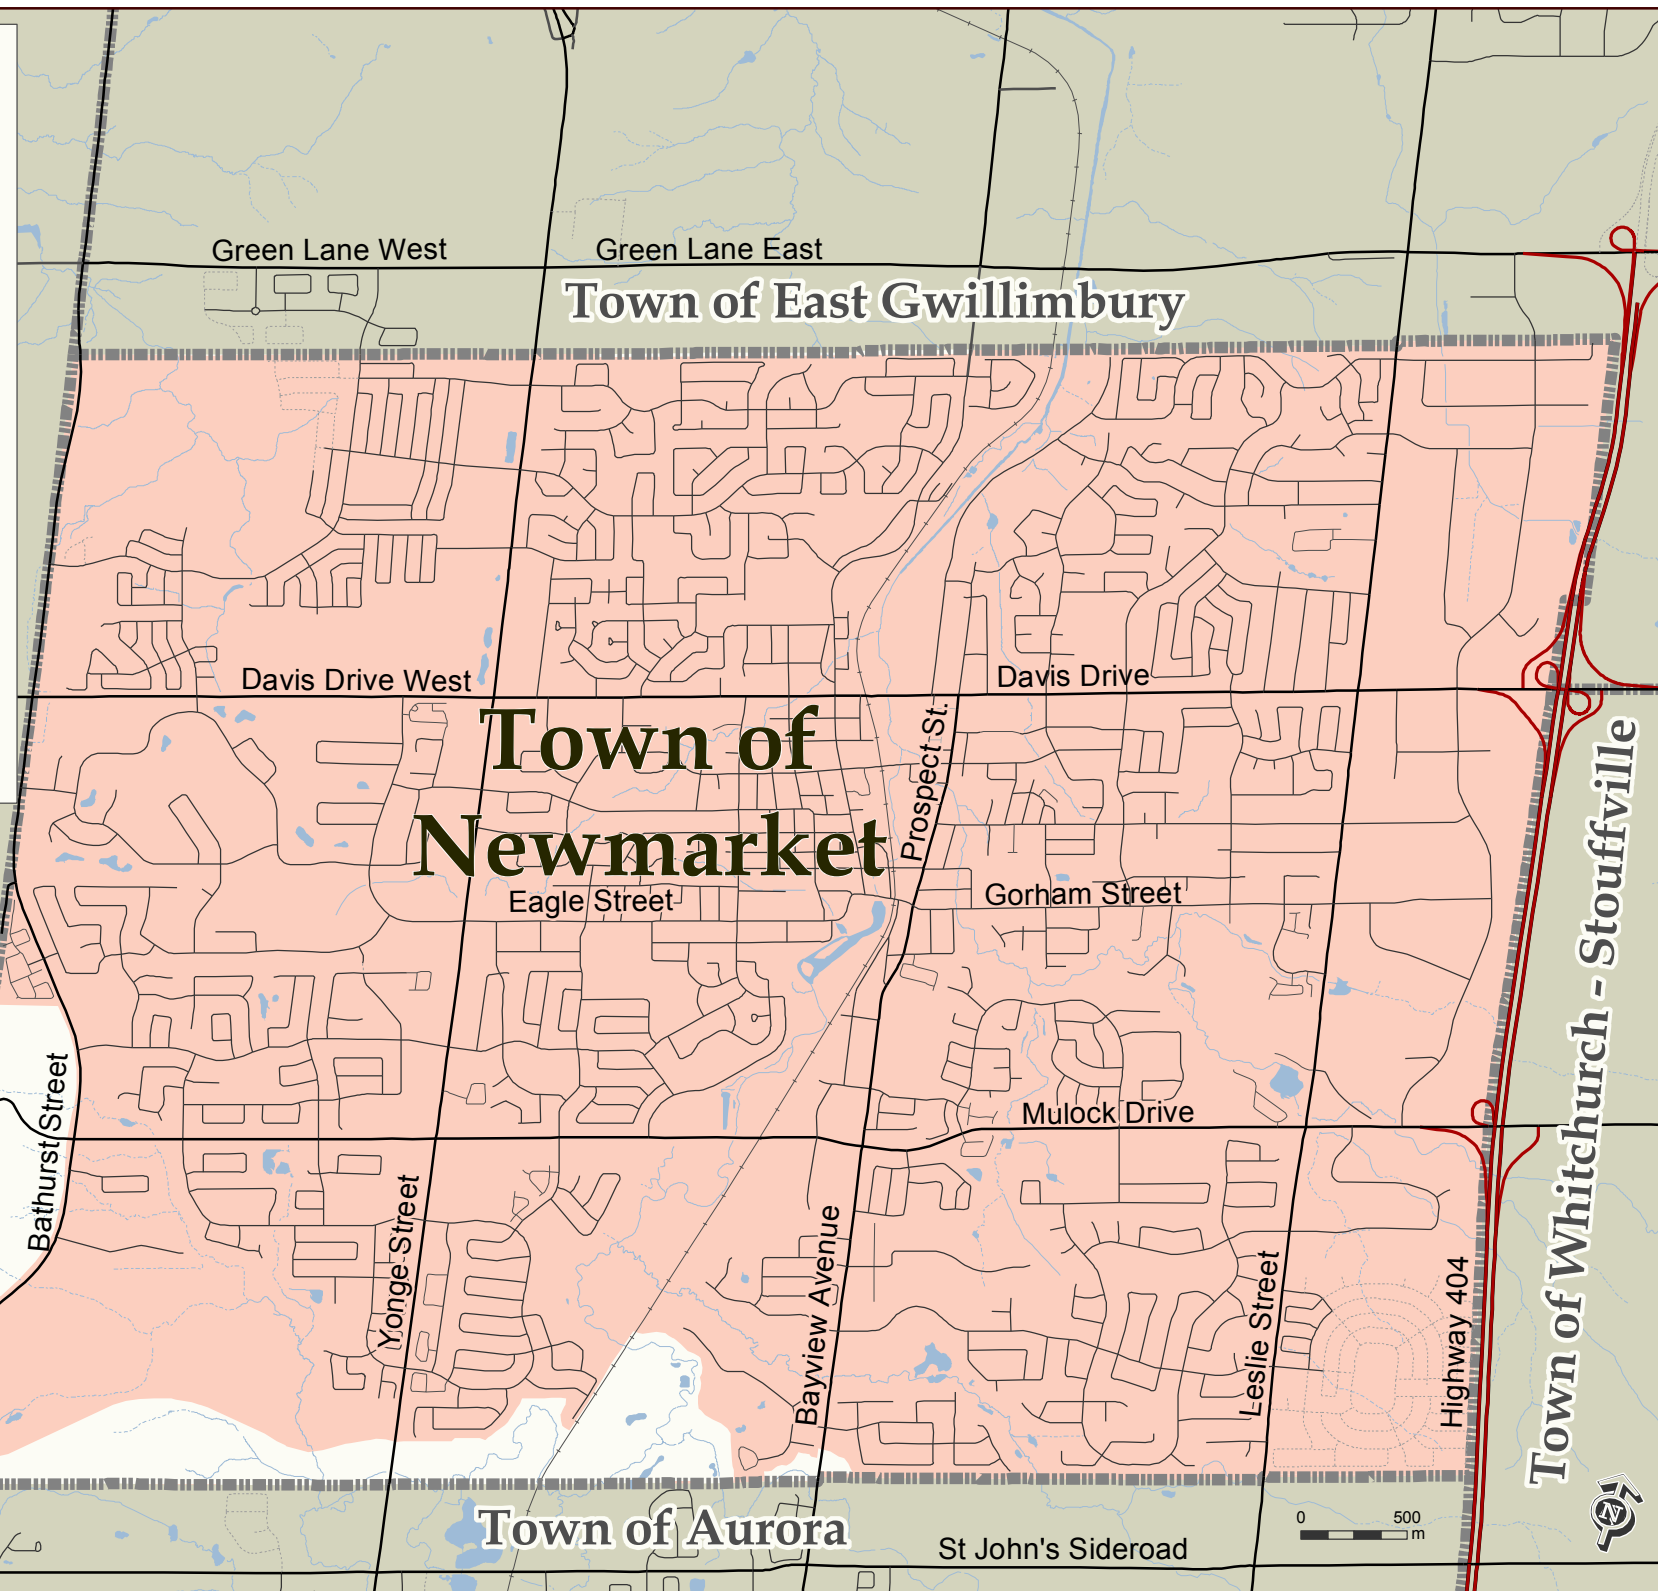 Green Lane West
Green Lane East
Town of East Gwillimbury
Davis Drive West
Davis Drive
Town of
Newmarket
Prospect St.
Eagle Street
Gorham Street
Town of Whitchurch - Stouffville
Bathurst Street
Mulock Drive
Yonge Street
Bayview Avenue
Leslie Street
Highway 404
Town of Aurora
St John's Sideroad
0 500
m
N